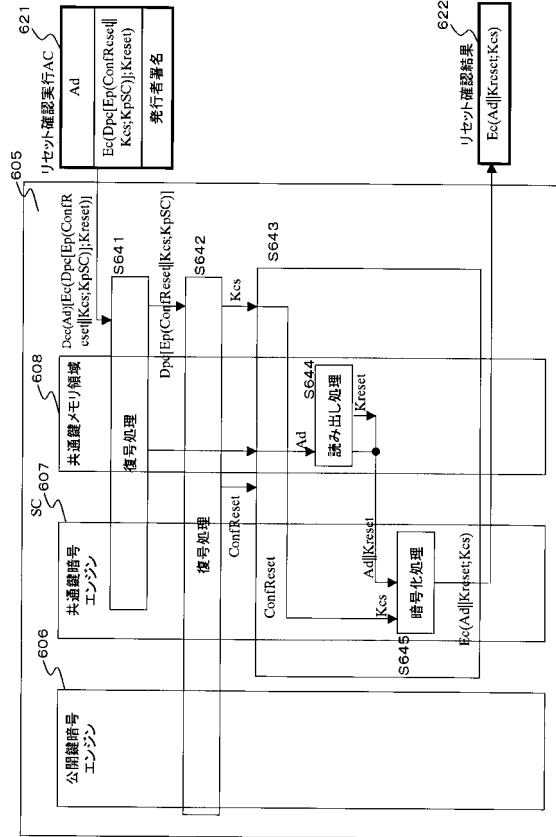 621
リセット確認実行AC
Ad
Ec(Dpc[Ep(ConfReset||
Kcs;KpSC)];Kreset)
発行者署名
622
リセット確認結果
Ec(Ad||Kreset;Kcs)
605
Dcc(Ad)[Ec(Dpc[Ep(ConfR
eset||Kcs;KpSC)];Kreset)]
S641
復号処理
Dpc[Ep(ConfReset||Kcs;KpSC)]
S642
復号処理
Kcs
S643
608
共通鍵メモリ領域
Ad
S644
読み出し処理
Kreset
SC
607
共通鍵暗号
エンジン
ConfReset
ConfReset
Ad||Kreset
Kcs
暗号化処理
S645
Ec(Ad||Kreset;Kcs)
606
公開鍵暗号
エンジン